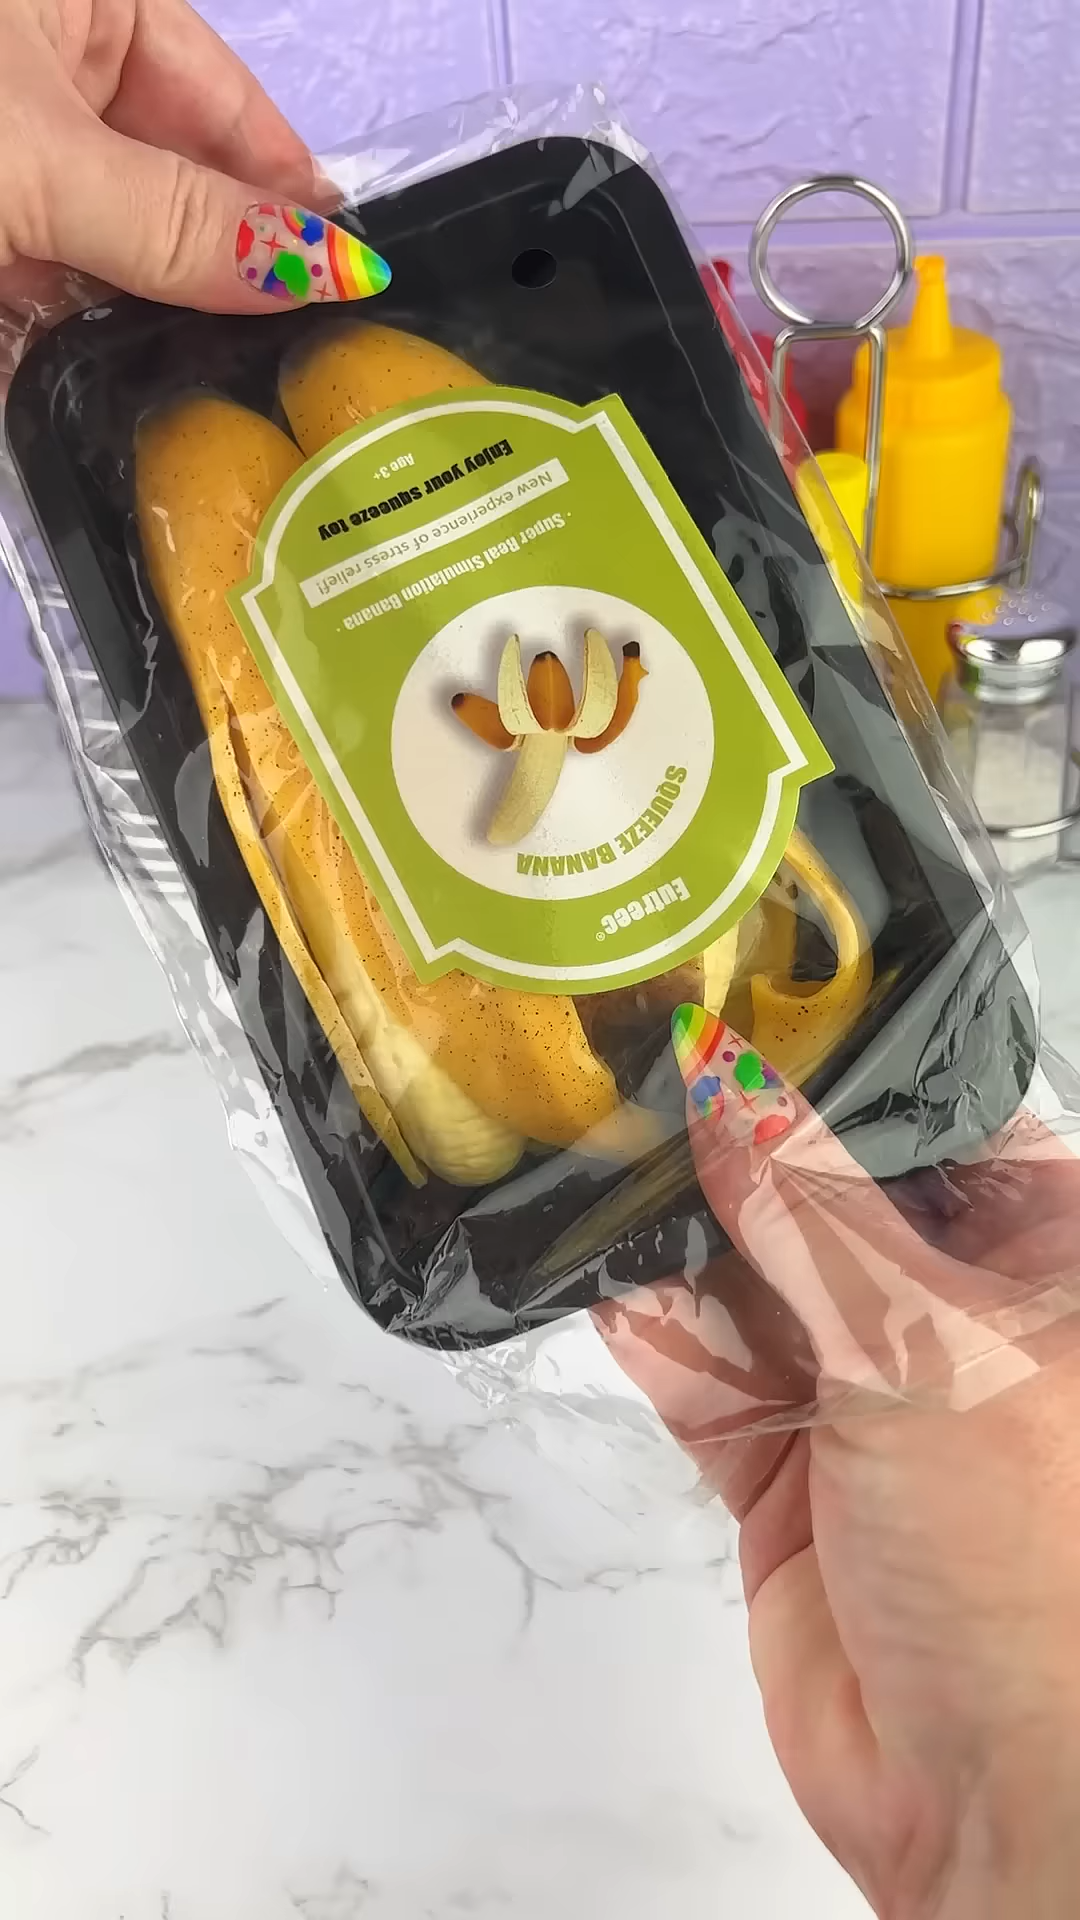 Eutreec®
SQUEEZE BANANA
· Super Real Simulation Banana ·
New experience of stress relief!
Enjoy your squeeze toy
Age 3+